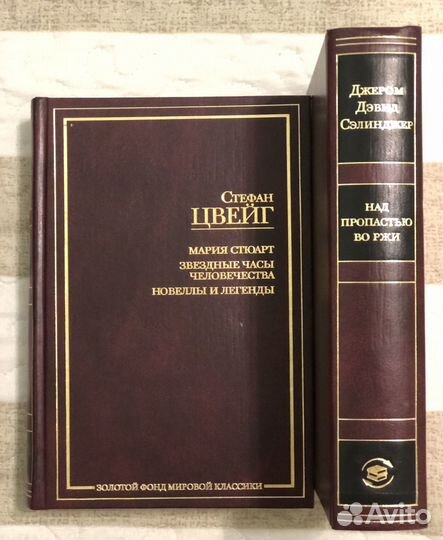 Стефан
ЦВЕЙГ
МАРИЯ СТЮАРТ
ЗВЕЗДНЫЕ ЧАСЫ
ЧЕЛОВЕЧЕСТВА
НОВЕЛЛЫ И ЛЕГЕНДЫ
ЗОЛОТОЙ ФОНД МИРОВОЙ КЛАССИКИ
Джером
Дэвид
Сэлинджер
НАД
ПРОПАСТЬЮ
ВО РЖИ
Avito